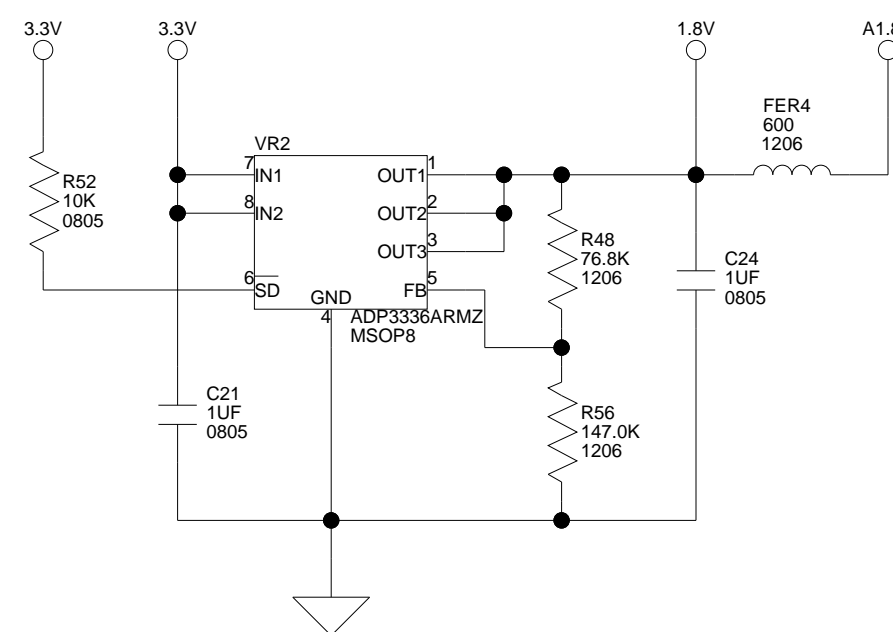 3.3V
3.3V
1.8V
FER4
600
1206
VR2
7
IN1
8
IN2
6
SD
GND
4
OUT1
1
OUT2
2
OUT3
3
FB
5
ADP3336ARMZ
MSOP8
R52
10K
0805
R48
76.8K
1206
C24
1UF
0805
C21
1UF
0805
R56
147.0K
1206